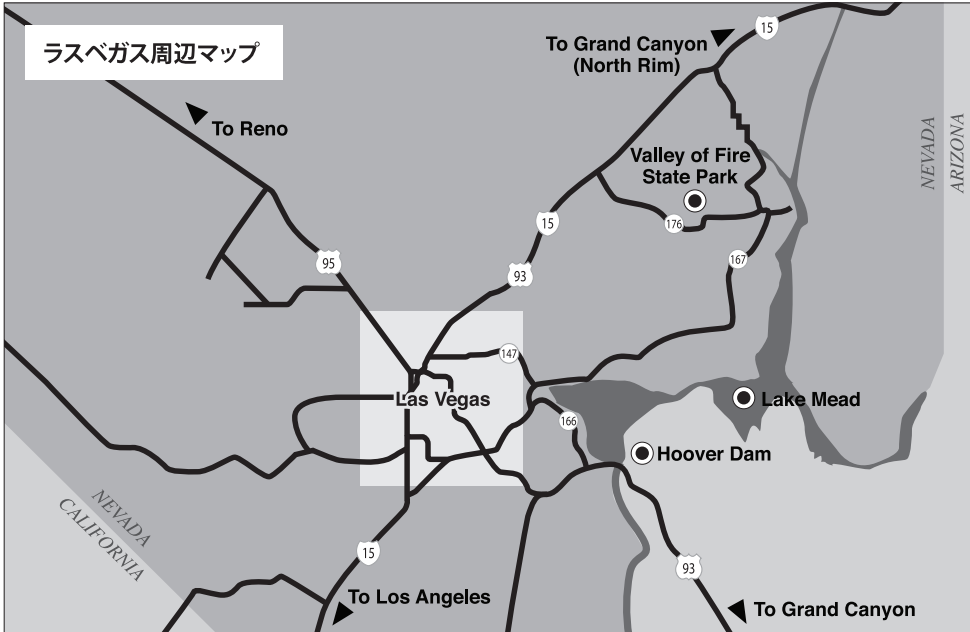 ラスベガス周辺マップ
To Grand Canyon
(North Rim)
15
To Reno
Valley of Fire
State Park
NEVADA
ARIZONA
176
15
95
93
167
147
Las Vegas
Lake Mead
166
Hoover Dam
NEVADA
CALIFORNIA
15
93
To Los Angeles
To Grand Canyon